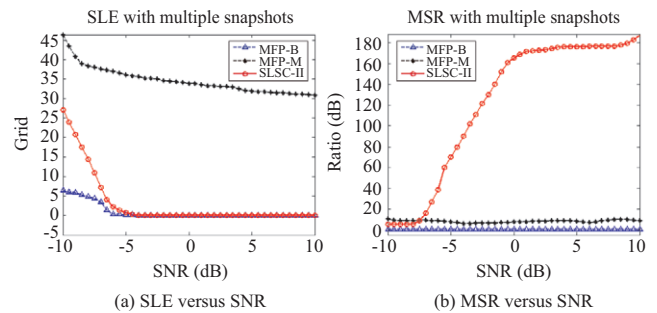 SLE with multiple snapshots
50
45
40
35
30
25
20
15
10
5
0
-5
Grid
MFP-B
MFP-M
SLSC-II
-10
-5
0
5
10
SNR (dB)
(a) SLE versus SNR
MSR with multiple snapshots
180
160
140
120
100
80
60
40
20
0
Ratio (dB)
MFP-B
MFP-M
SLSC-II
-10
-5
0
5
10
SNR (dB)
(b) MSR versus SNR